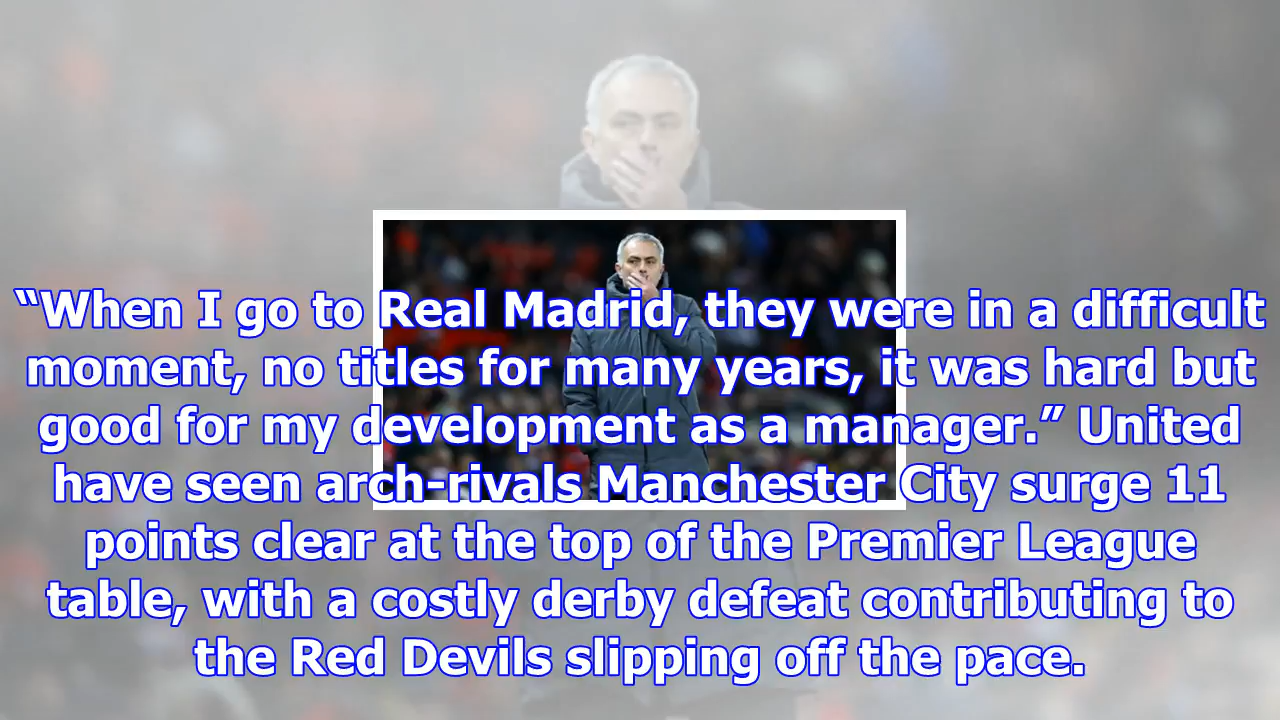 “When I go to Real Madrid, they were in a difficult
moment, no titles for many years, it was hard but
good for my development as a manager.” United
have seen arch-rivals Manchester City surge 11
points clear at the top of the Premier League
table, with a costly derby defeat contributing to
the Red Devils slipping off the pace.